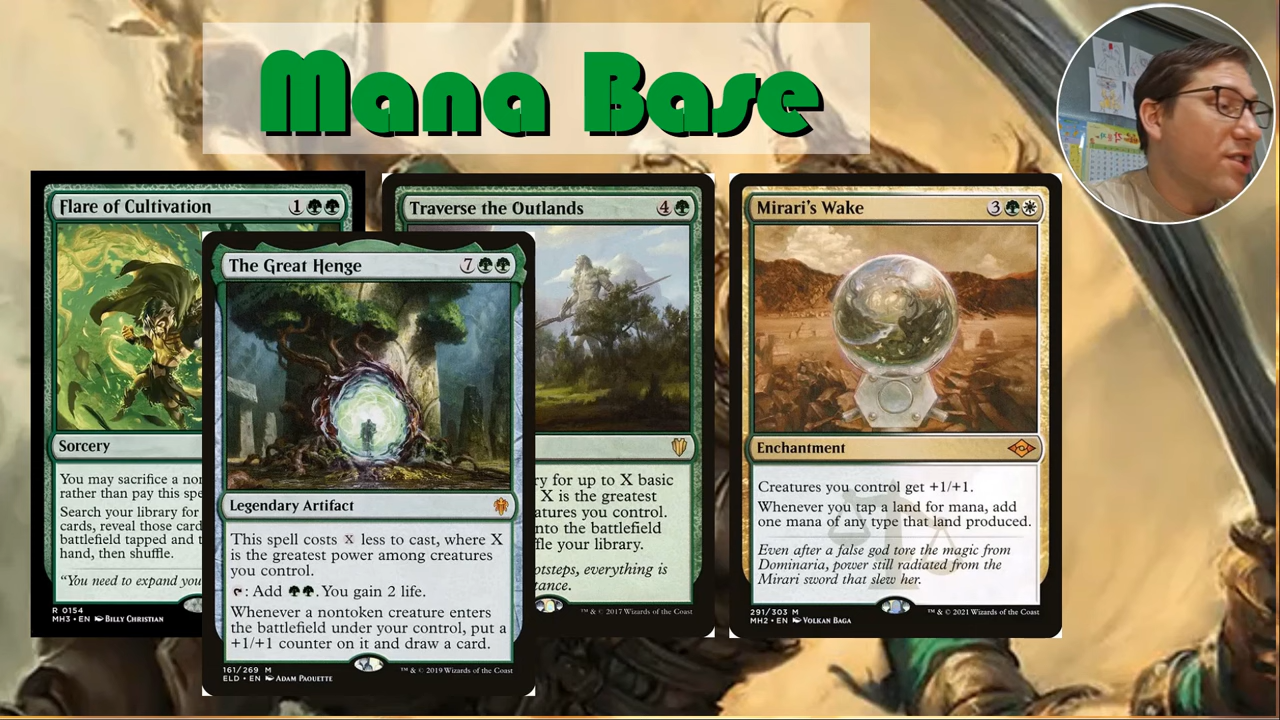 Mana Base
Flare of Cultivation 1
Sorcery
You may sacrifice a
rather than pay this
Search your library for
cards, reveal those card
battlefield tapped and
hand, then shuffle.
“You need to expand
R 0154
MH3 • EN BILLY CHRISTIAN
The Great Henge 7
Legendary Artifact
This spell costs X less to cast, where X
is the greatest power among creatures
you control.
: Add . You gain 2 life.
Whenever a nontoken creature enters
the battlefield under your control, put a
+1/+1 counter on it and draw a card.
161/269 M
ELD • EN ADAM PAQUETTE
™ & © 2019 Wizards of the Coast
Traverse the Outlands 4
for up to X basic
X is the greatest
you control.
the battlefield
your library.
everything is
™ & © 2017 Wizards of the Coast
Mirari's Wake 3
Enchantment
Creatures you control get +1/+1.
Whenever you tap a land for mana, add
one mana of any type that land produced.
Even after a false god tore the magic from
Dominaria, power still radiated from the
Mirari sword that slew her.
291/303 M
MH2 • EN VOLKAN BAGA
™ & © 2021 Wizards of the Coast